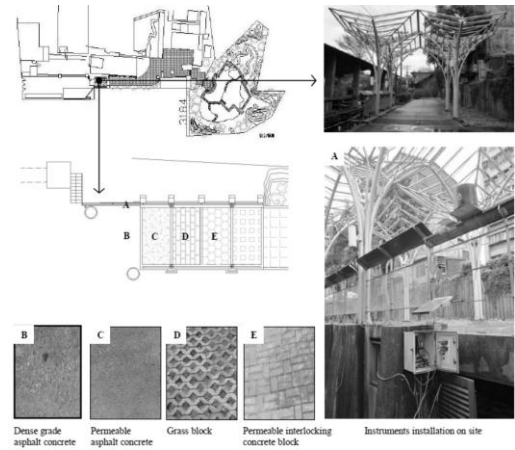 A
A
B
C
D
E
B
C
D
E
Dense grade
asphalt concrete
Permeable
asphalt concrete
Grass block
Permeable interlocking
concrete block
Instruments installation on site